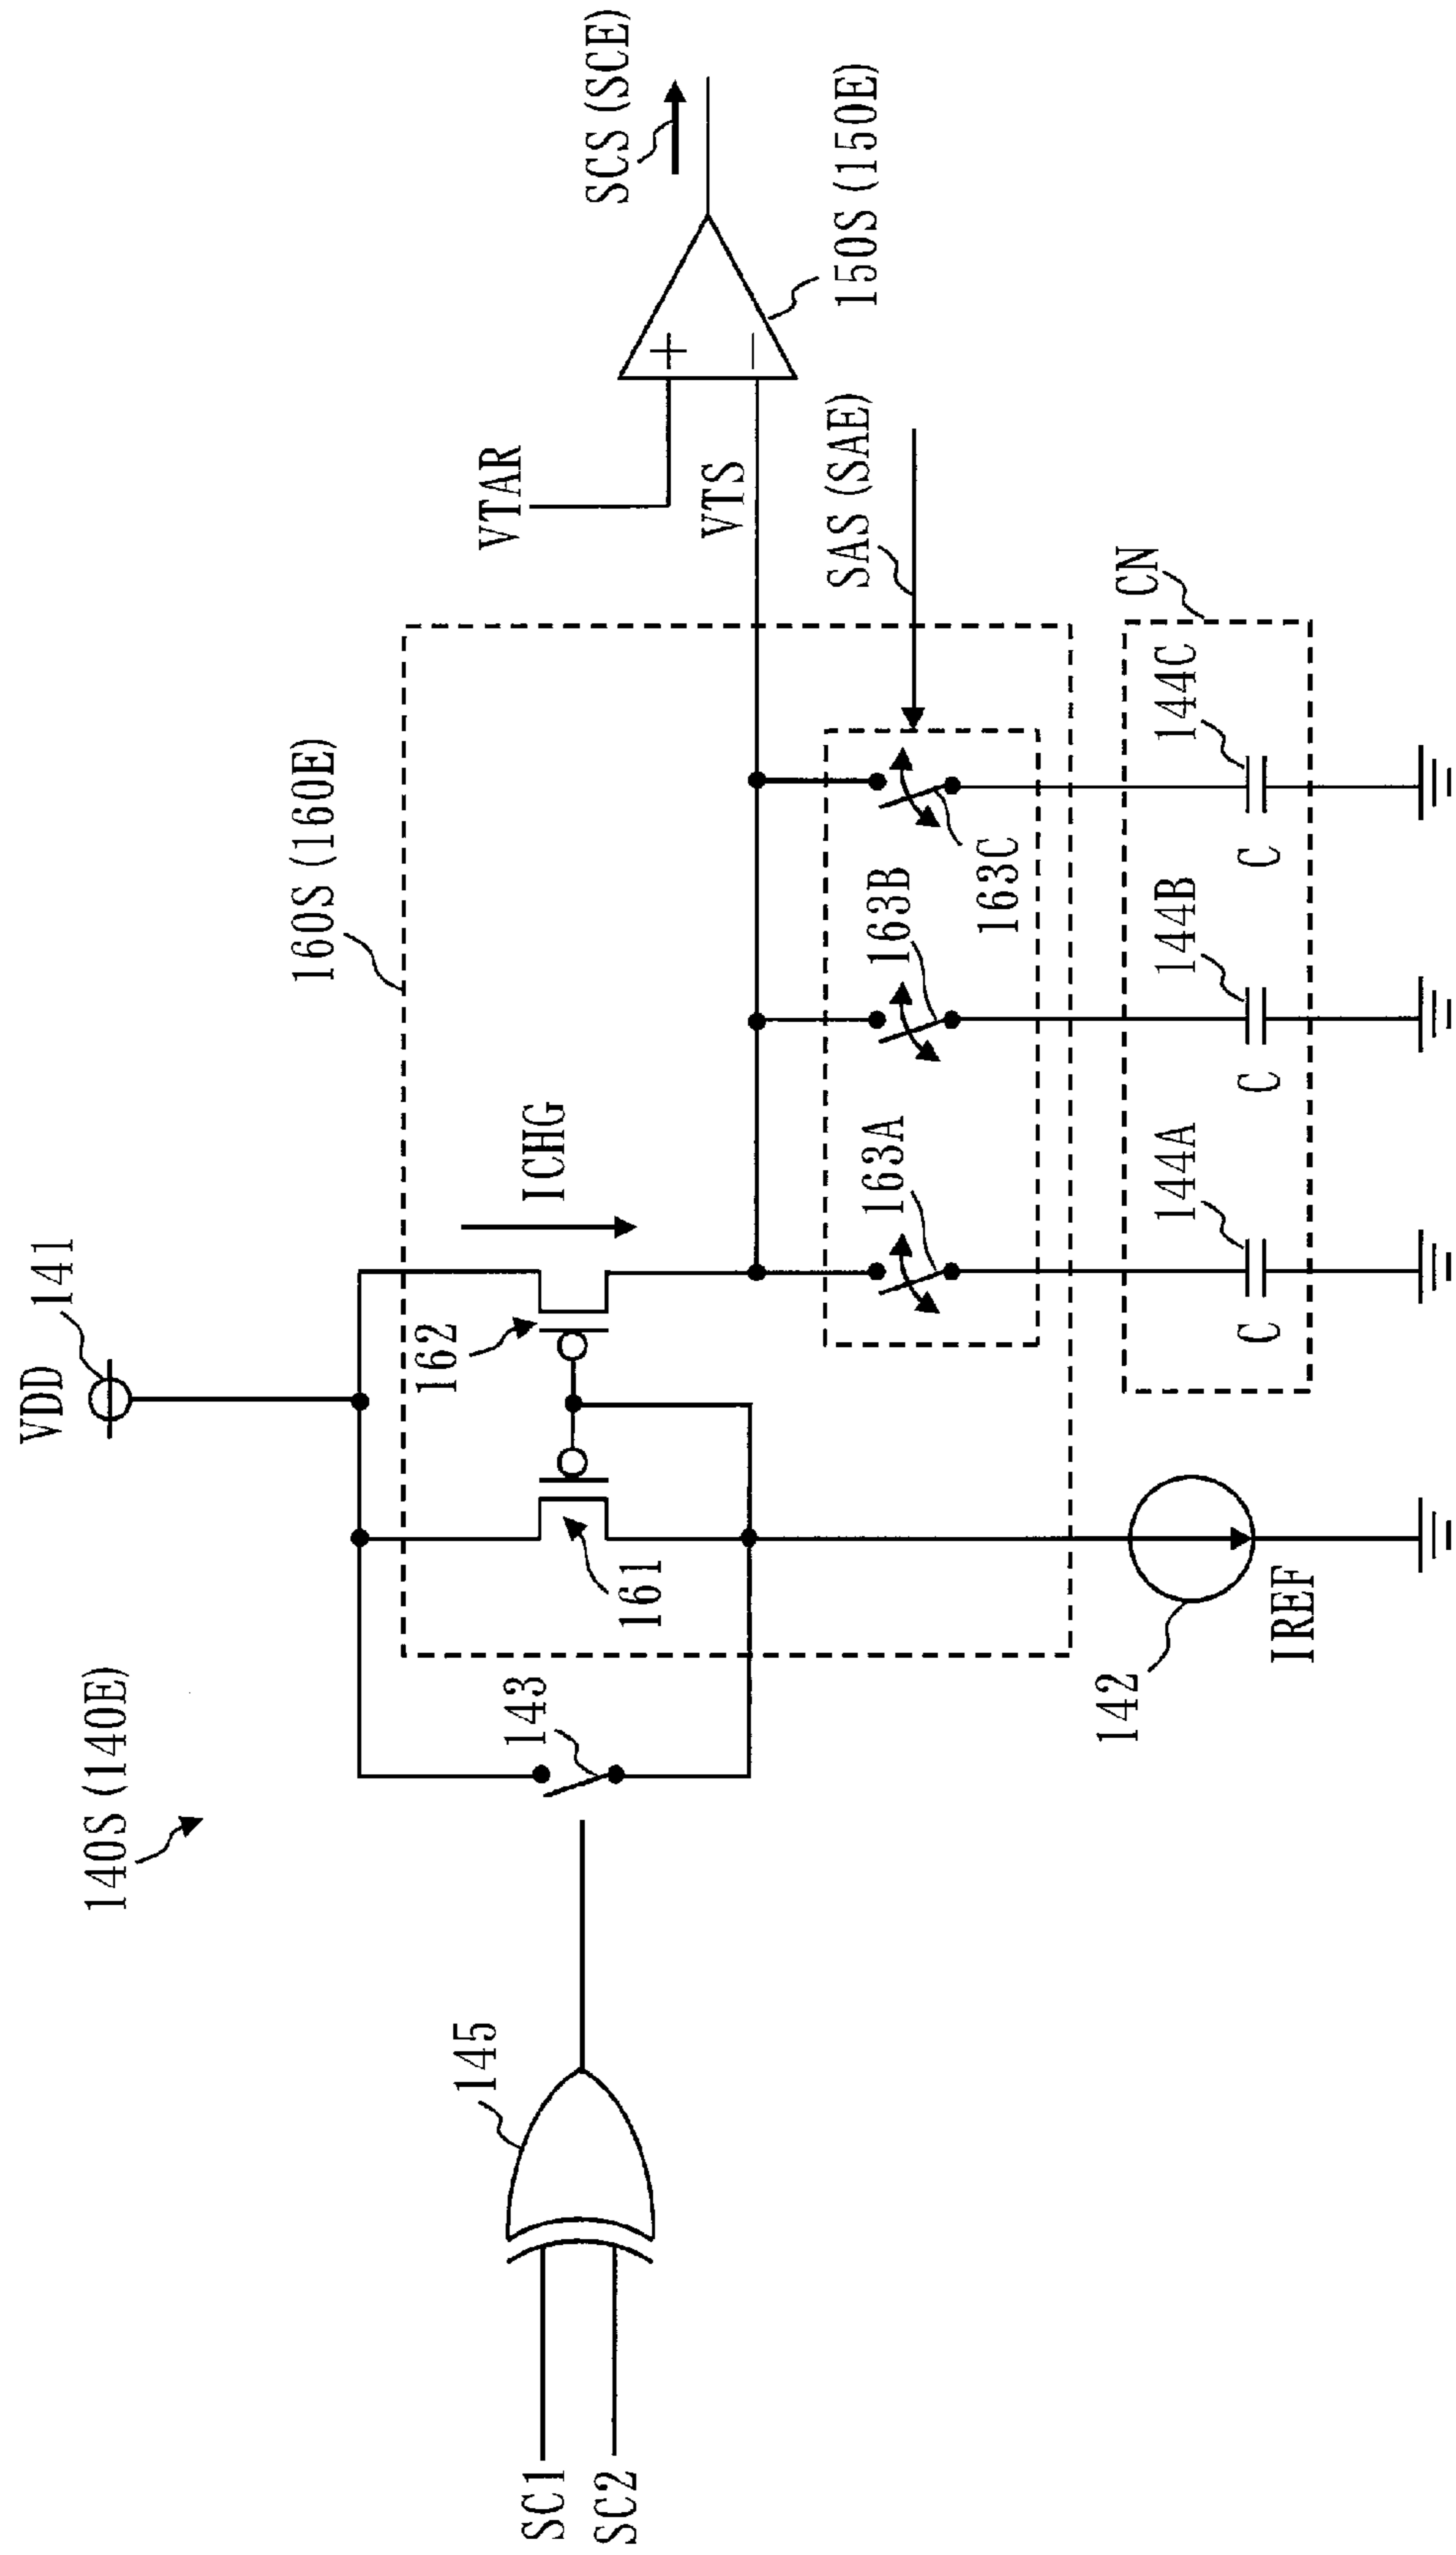 140S (140E)
VDD
141
160S (160E)
SCS (SCE)
145
162
ICHG
VTAR
+
−
143
161
VTS
150S (150E)
SC1
SC2
163A
163B
163C
SAS (SAE)
142
IREF
144A
144B
144C
CN
C
C
C